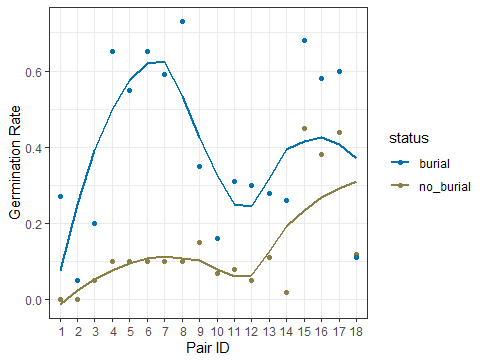 Germination Rate
0.6
0.4
0.2
0.0
1 2 3 4 5 6 7 8 9 10 11 12 13 14 15 16 17 18
Pair ID
status
burial
no_burial